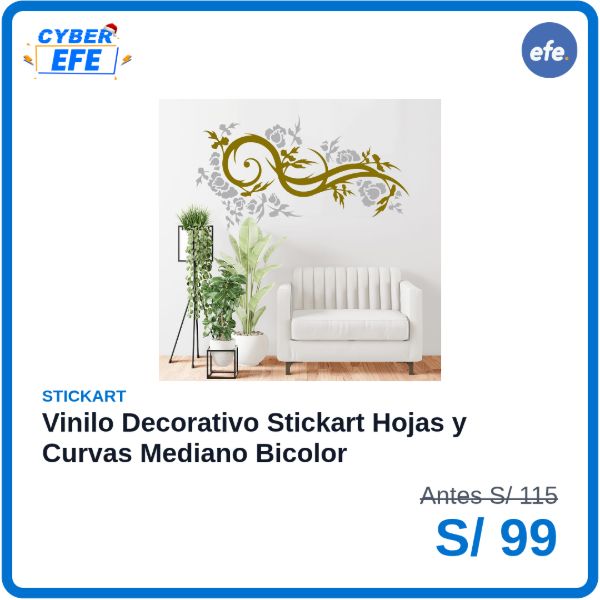 CYBER
EFE
efe.
STICKART
Vinilo Decorativo Stickart Hojas y
Curvas Mediano Bicolor
Antes S/ 115
S/ 99